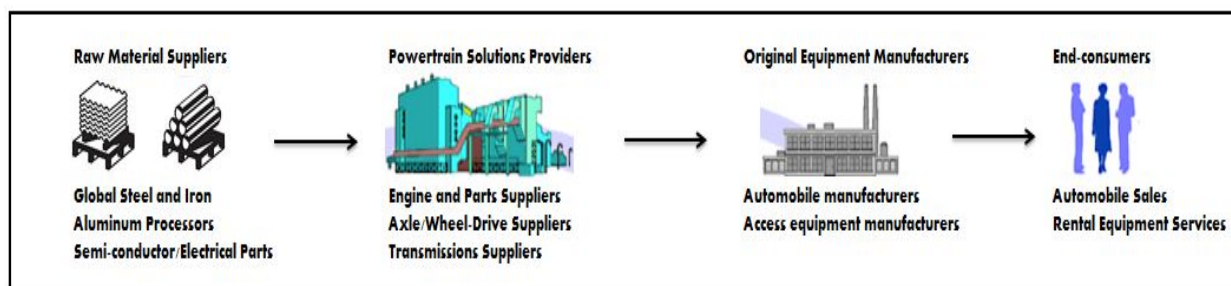 Raw Material Suppliers
Powertrain Solutions Providers
Original Equipment Manufacturers
End-consumers
Global Steel and Iron
Aluminum Processors
Semi-conductor/Electrical Parts
Engine and Parts Suppliers
Axle/Wheel-Drive Suppliers
Transmissions Suppliers
Automobile manufacturers
Access equipment manufacturers
Automobile Sales
Rental Equipment Services